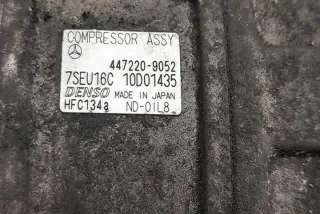 COMPRESSOR ASSY
447220-9052
7SEU16C 10D01435
DENSO MADE IN JAPAN
HFC134a ND-OIL8